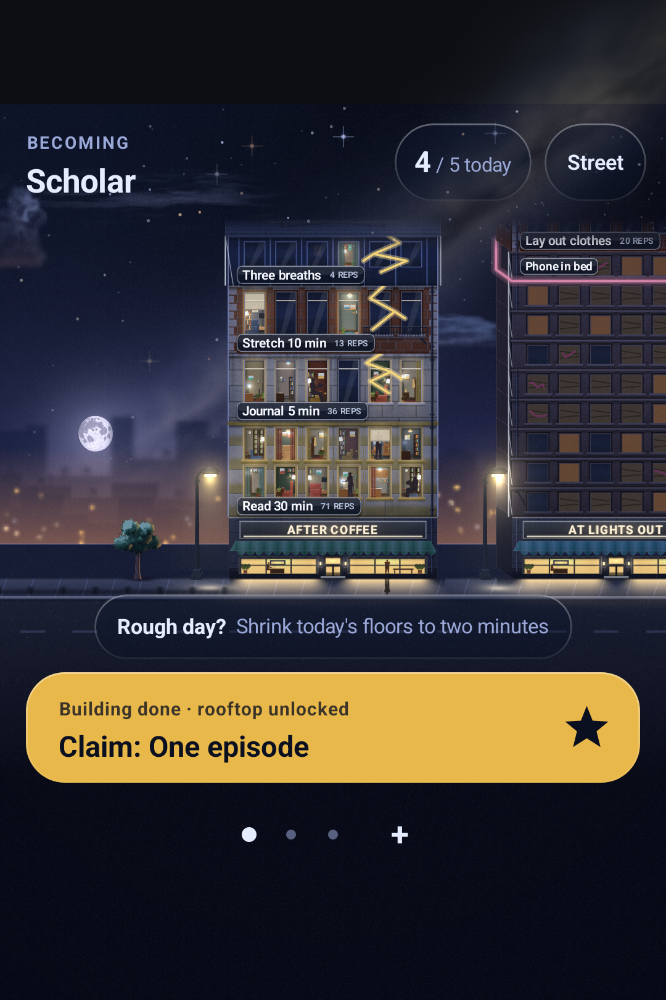 BECOMING
Scholar
4 / 5 today
Street
Three breaths 4 REPS
Stretch 10 min 13 REPS
Journal 5 min 36 REPS
Read 30 min 71 REPS
AFTER COFFEE
Lay out clothes 20 REPS
Phone in bed
AT LIGHTS OUT
Rough day? Shrink today's floors to two minutes
Building done · rooftop unlocked
Claim: One episode
+